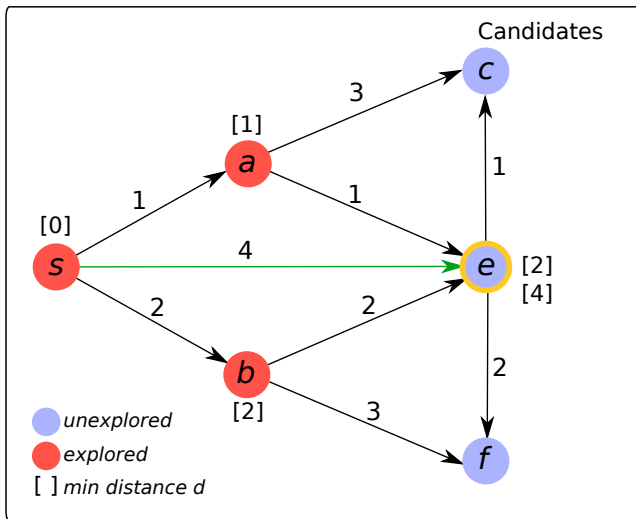 Candidates
c
3
[1]
a
1
1
1
[0]
s
4
e
[2]
[4]
2
2
b
[2]
3
2
f
unexplored
explored
[ ] min distance d